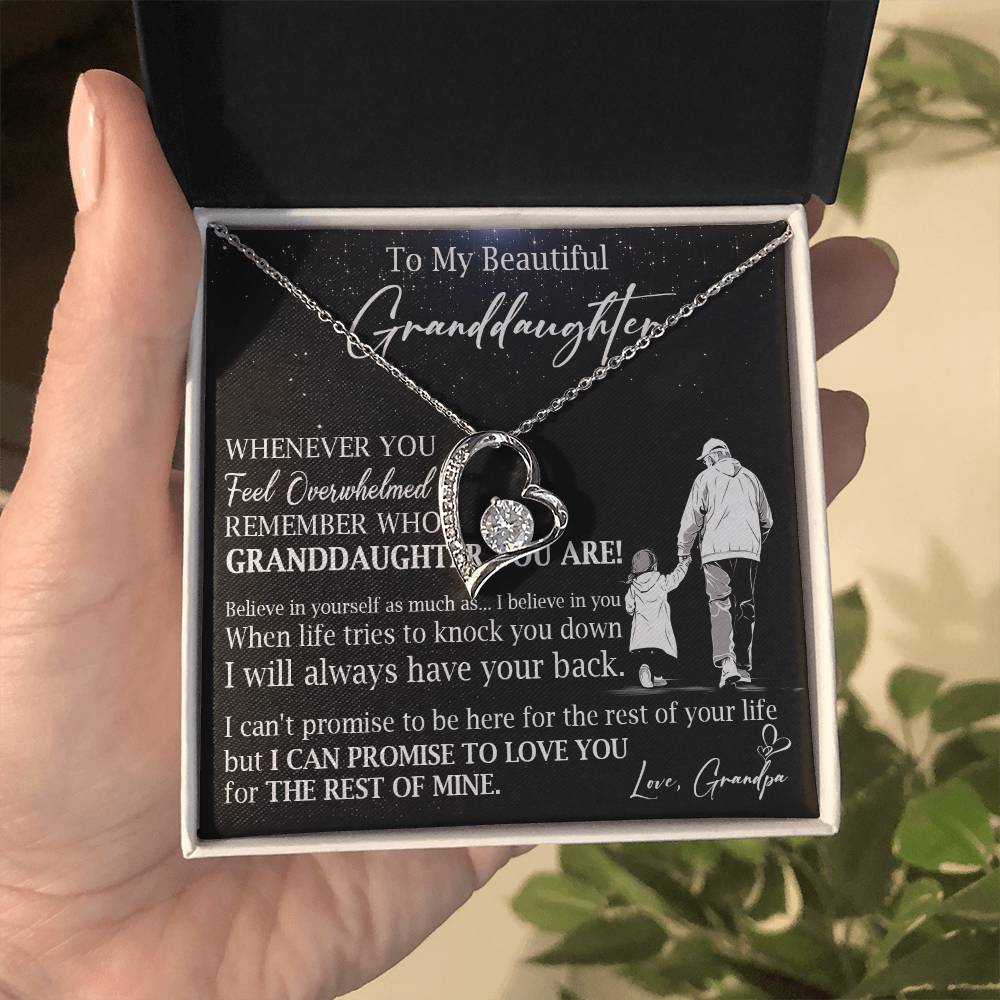 To My Beautiful
Granddaughter
WHENEVER YOU
Feel Overwhelmed
REMEMBER WHO
GRANDDAUGHTER YOU ARE!
Believe in yourself as much as... I believe in you
When life tries to knock you down
I will always have your back.
I can't promise to be here for the rest of your life
but I CAN PROMISE TO LOVE YOU
for THE REST OF MINE.
Love, Grandpa